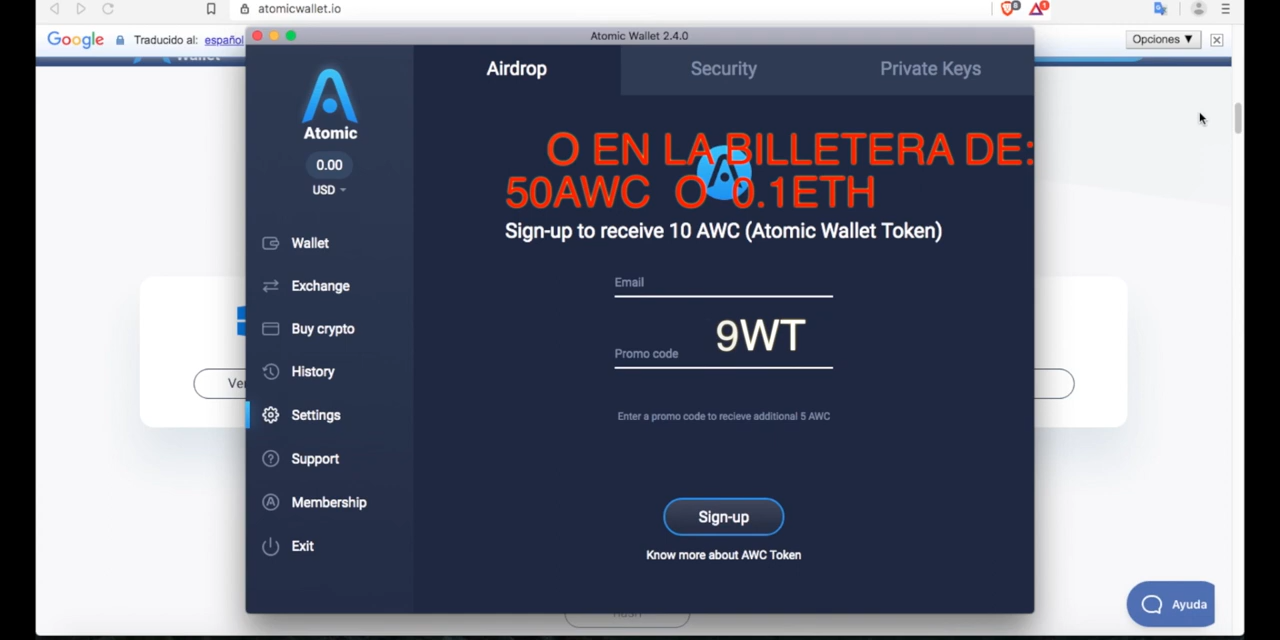 atomicwallet.io
8
1
Google
Traducido al: español
Opciones ▼
Atomic Wallet 2.4.0
Airdrop
Security
Private Keys
Atomic
0.00
USD
O EN LA BILLETERA DE:
50AWC O 0.1ETH
Sign-up to receive 10 AWC (Atomic Wallet Token)
Wallet
Exchange
Buy crypto
History
Settings
Support
Membership
Exit
Email
9WT
Promo code
Enter a promo code to recieve additional 5 AWC
Sign-up
Know more about AWC Token
Ver
Ayuda